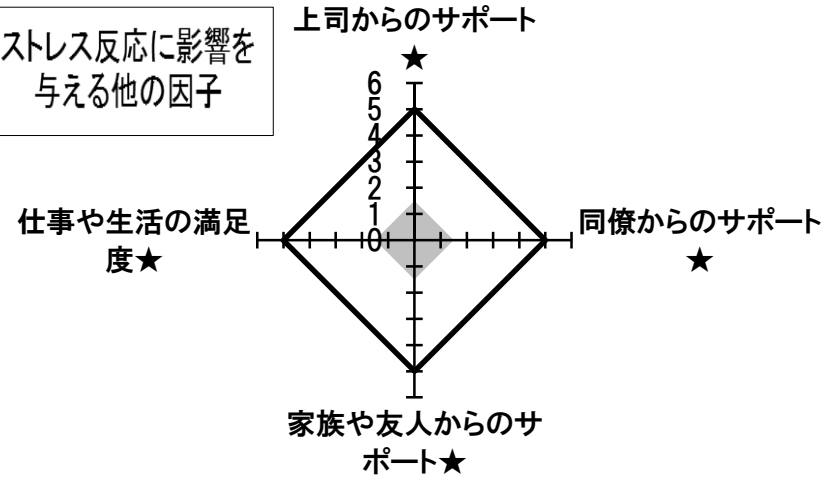 ストレス反応に影響を
与える他の因子
上司からのサポート
★
6
5
4
3
2
1
0
仕事や生活の満足
度★
同僚からのサポート
★
家族や友人からのサ
ポート★